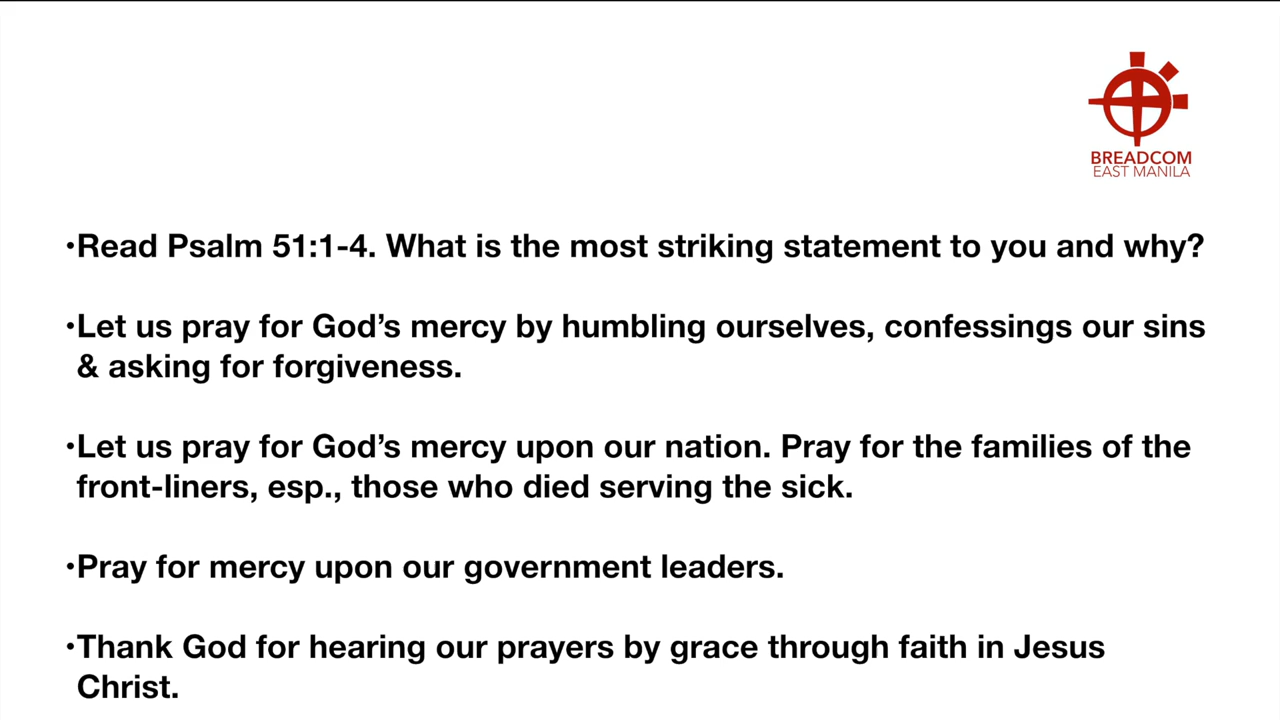 BREADCOM
EAST MANILA
•Read Psalm 51:1-4. What is the most striking statement to you and why?
•Let us pray for God’s mercy by humbling ourselves, confessings our sins
& asking for forgiveness.
•Let us pray for God’s mercy upon our nation. Pray for the families of the
front-liners, esp., those who died serving the sick.
•Pray for mercy upon our government leaders.
•Thank God for hearing our prayers by grace through faith in Jesus
Christ.